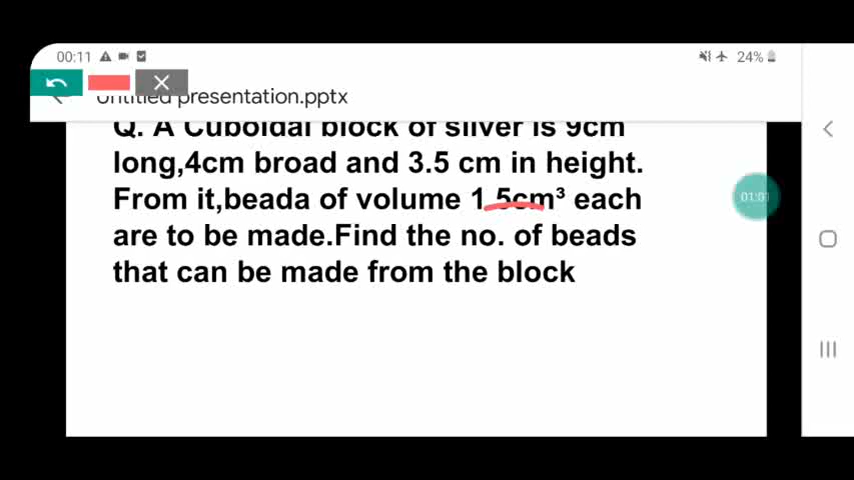 00:11 24%
Untitled presentation.pptx
Q. A Cuboidal block of silver is 9cm
long,4cm broad and 3.5 cm in height.
From it,beada of volume 1.5cm³ each
01:01
are to be made.Find the no. of beads
that can be made from the block